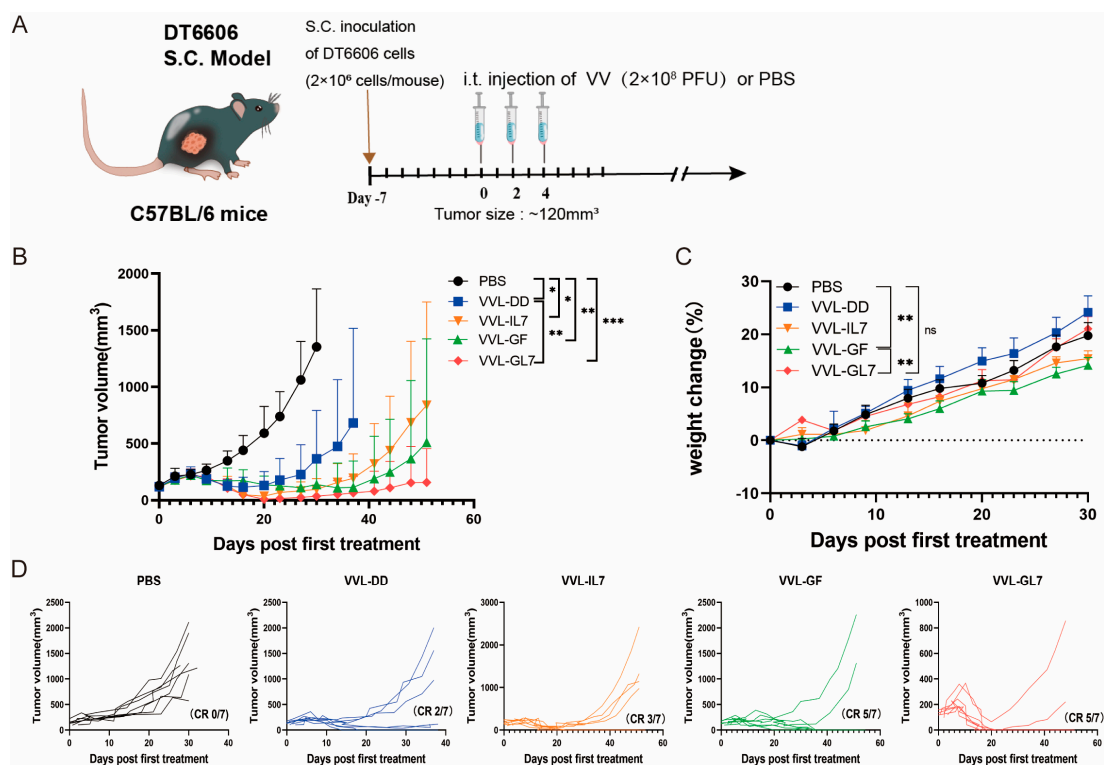 A
DT6606
S.C. Model
C57BL/6 mice
S.C. inoculation
of DT6606 cells
(2×10⁶ cells/mouse)
i.t. injection of VV（2×10⁸ PFU）or PBS
Day -7
0
2
4
Tumor size : ~120mm³
B
Tumor volume(mm³)
2000
1500
1000
500
0
0
20
40
60
Days post first treatment
PBS
VVL-DD
VVL-IL7
VVL-GF
VVL-GL7
*
**
*
**
***
C
weight change（%）
30
20
10
0
-10
0
10
20
30
Days post first treatment
PBS
VVL-DD
VVL-IL7
VVL-GF
VVL-GL7
**
**
ns
D
PBS
Tumor volume(mm³)
2500
2000
1500
1000
500
0
0
10
20
30
40
（CR 0/7）
Days post first treatment
VVL-DD
Tumor volume(mm³)
2500
2000
1500
1000
500
0
0
10
20
30
40
（CR 2/7）
Days post first treatment
VVL-IL7
Tumor volume(mm³)
3000
2000
1000
0
0
20
40
60
（CR 3/7）
Days post first treatment
VVL-GF
Tumor volume(mm³)
2500
2000
1500
1000
500
0
0
20
40
60
（CR 5/7）
Days post first treatment
VVL-GL7
Tumor volume(mm³)
1000
800
600
400
200
0
0
20
40
60
（CR 5/7）
Days post first treatment